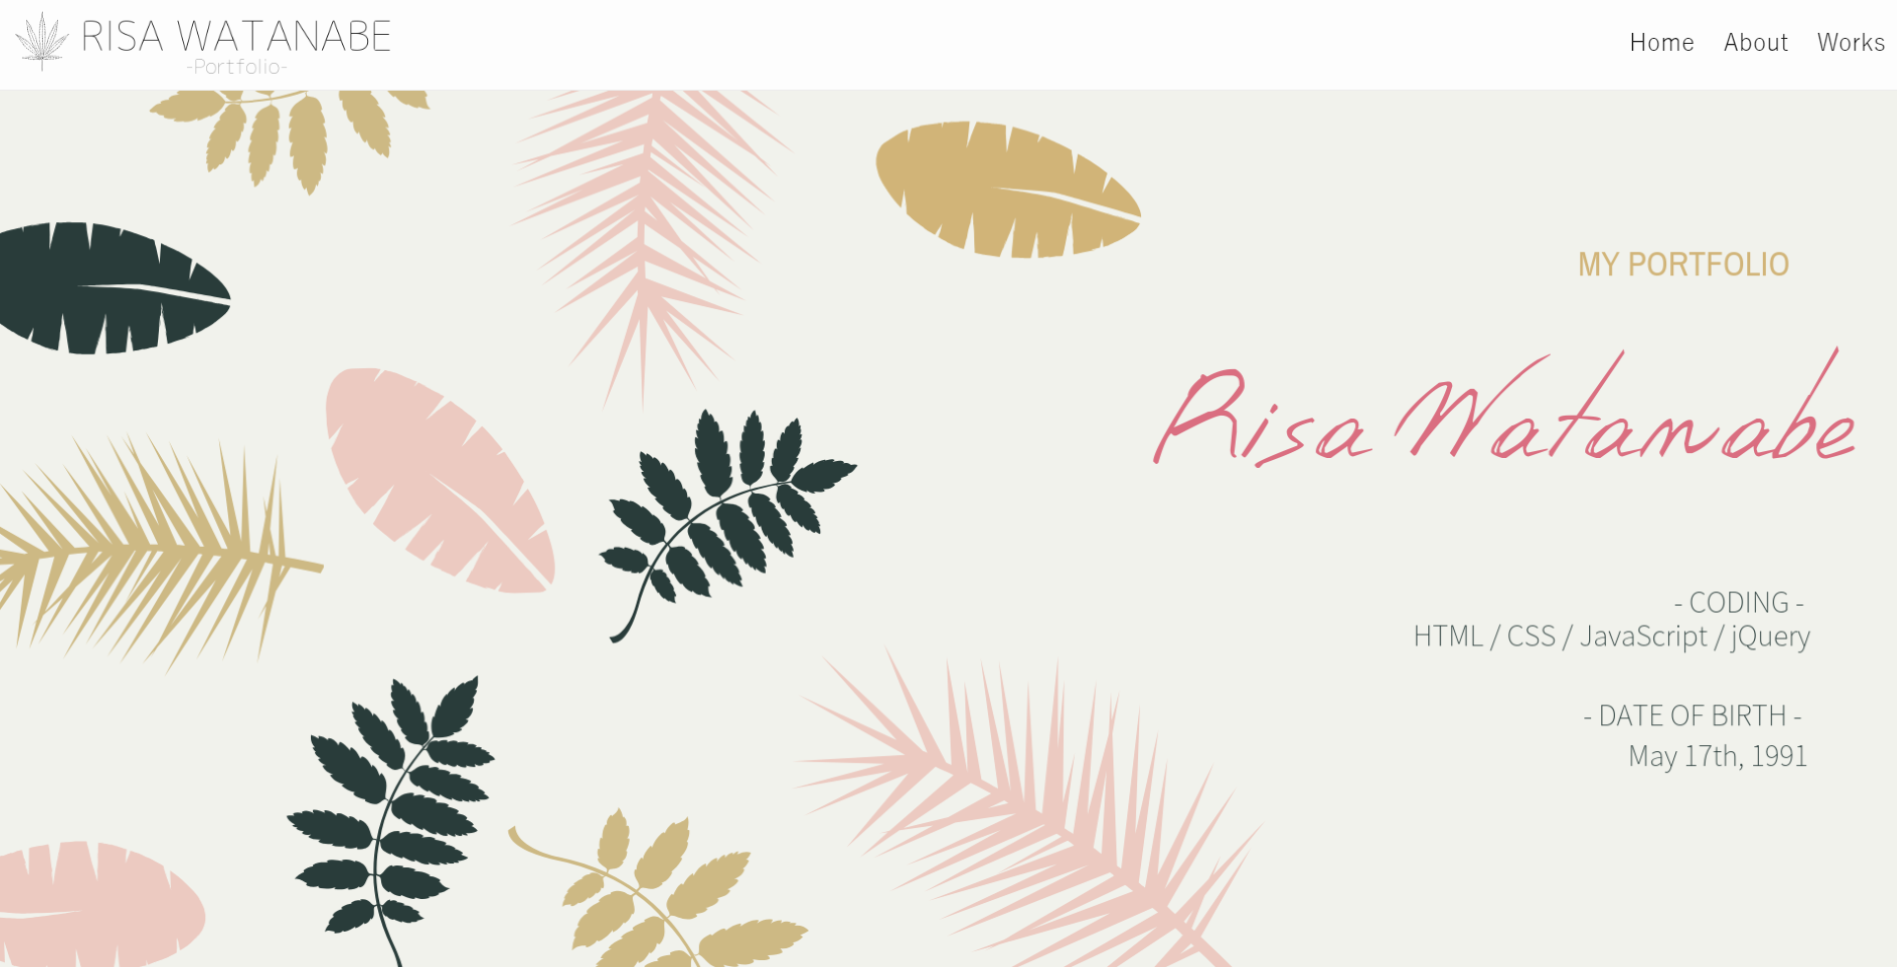 RISA WATANABE
-Portfolio-
Home About Works
MY PORTFOLIO
Risa Watanabe
- CODING -
HTML / CSS / JavaScript / jQuery
- DATE OF BIRTH -
May 17th, 1991